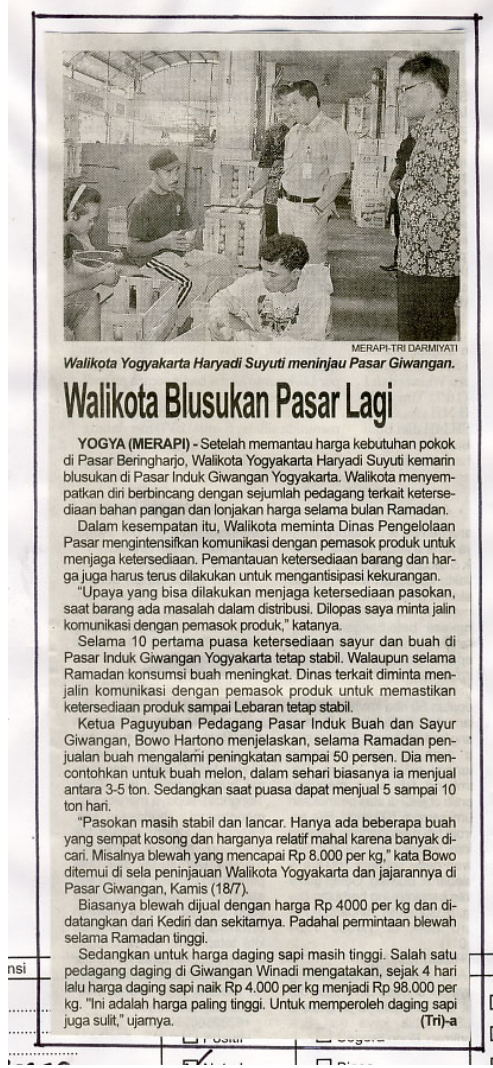 MERAPI-TRI DARMIYATI
Walikota Yogyakarta Haryadi Suyuti meninjau Pasar Giwangan.
Walikota Blusukan Pasar Lagi
YOGYA (MERAPI) - Setelah memantau harga kebutuhan pokok
di Pasar Beringharjo, Walikota Yogyakarta Haryadi Suyuti kemarin
blusukan di Pasar Induk Giwangan Yogyakarta. Walikota menyem-
patkan diri berbincang dengan sejumlah pedagang terkait keterse-
diaan bahan pangan dan lonjakan harga selama bulan Ramadan.
Dalam kesempatan itu, Walikota meminta Dinas Pengelolaan
Pasar mengintensifkan komunikasi dengan pemasok produk untuk
menjaga ketersediaan. Pemantauan ketersediaan barang dan har-
ga juga harus terus dilakukan untuk mengantisipasi kekurangan.
"Upaya yang bisa dilakukan menjaga ketersediaan pasokan,
saat barang ada masalah dalam distribusi. Dilopas saya minta jalin
komunikasi dengan pemasok produk," katanya.
Selama 10 pertama puasa ketersediaan sayur dan buah di
Pasar Induk Giwangan Yogyakarta tetap stabil. Walaupun selama
Ramadan konsumsi buah meningkat. Dinas terkait diminta men-
jalin komunikasi dengan pemasok produk untuk memastikan
ketersediaan produk sampai Lebaran tetap stabil.
Ketua Paguyuban Pedagang Pasar Induk Buah dan Sayur
Giwangan, Bowo Hartono menjelaskan, selama Ramadan pen-
jualan buah mengalami peningkatan sampai 50 persen. Dia men-
contohkan untuk buah melon, dalam sehari biasanya ia menjual
antara 3-5 ton. Sedangkan saat puasa dapat menjual 5 sampai 10
ton hari.
"Pasokan masih stabil dan lancar. Hanya ada beberapa buah
yang sempat kosong dan harganya relatif mahal karena banyak di-
cari. Misalnya blewah yang mencapai Rp 8.000 per kg," kata Bowo
ditemui di sela peninjauan Walikota Yogyakarta dan jajarannya di
Pasar Giwangan, Kamis (18/7).
Biasanya blewah dijual dengan harga Rp 4000 per kg dan di-
datangkan dari Kediri dan sekitarnya. Padahal permintaan blewah
selama Ramadan tinggi.
Sedangkan untuk harga daging sapi masih tinggi. Salah satu
pedagang daging di Giwangan Winadi mengatakan, sejak 4 hari
lalu harga daging sapi naik Rp 4.000 per kg menjadi Rp 98.000 per
kg. "Ini adalah harga paling tinggi. Untuk memperoleh daging sapi
juga sulit," ujarnya. (Tri)-a
nsi